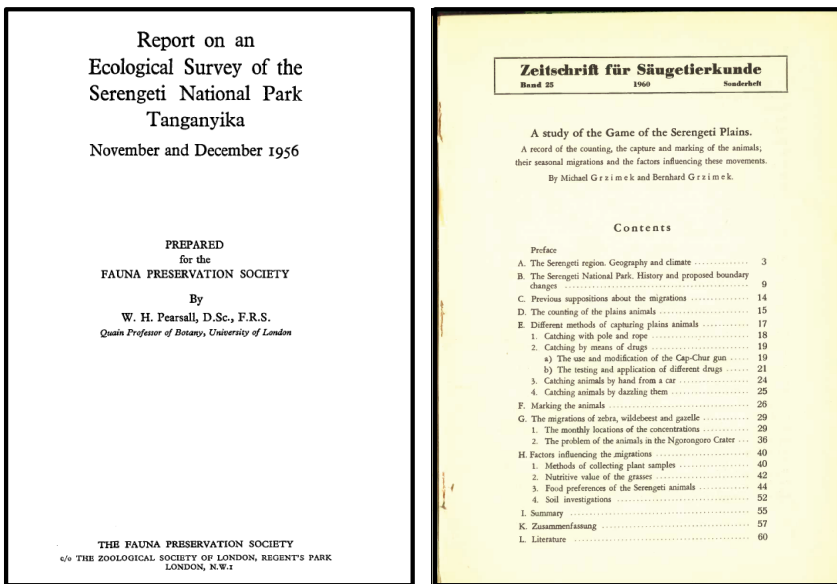 Report on an
Ecological Survey of the
Serengeti National Park
Tanganyika
November and December 1956
PREPARED
for the
FAUNA PRESERVATION SOCIETY
By
W. H. Pearsall, D.Sc., F.R.S.
Quain Professor of Botany, University of London
THE FAUNA PRESERVATION SOCIETY
c/o THE ZOOLOGICAL SOCIETY OF LONDON, REGENT'S PARK
LONDON, N.W.1
Zeitschrift für Säugetierkunde
Band 25 1960 Sonderheft
A study of the Game of the Serengeti Plains.
A record of the counting, the capture and marking of the animals;
their seasonal migrations and the factors influencing these movements.
By Michael Grzimek and Bernhard Grzimek.
Contents
Preface
A. The Serengeti region. Geography and climate .............. 3
B. The Serengeti National Park. History and proposed boundary
changes .............. 9
C. Previous suppositions about the migrations .............. 14
D. The counting of the plains animals .............. 15
E. Different methods of capturing plains animals .............. 17
1. Catching with pole and rope .............. 18
2. Catching by means of drugs .............. 19
a) The use and modification of the Cap-Chur gun ...... 19
b) The testing and application of different drugs ...... 21
3. Catching animals by hand from a car .............. 24
4. Catching animals by dazzling them .............. 25
F. Marking the animals .............. 26
G. The migrations of zebra, wildebeest and gazelle .............. 29
1. The monthly locations of the concentrations .............. 29
2. The problem of the animals in the Ngorongoro Crater ... 36
H. Factors influencing the migrations .............. 40
1. Methods of collecting plant samples .............. 40
2. Nutritive value of the grasses .............. 42
3. Food preferences of the Serengeti animals .............. 44
4. Soil investigations .............. 52
I. Summary .............. 55
K. Zusammenfassung .............. 57
L. Literature .............. 60